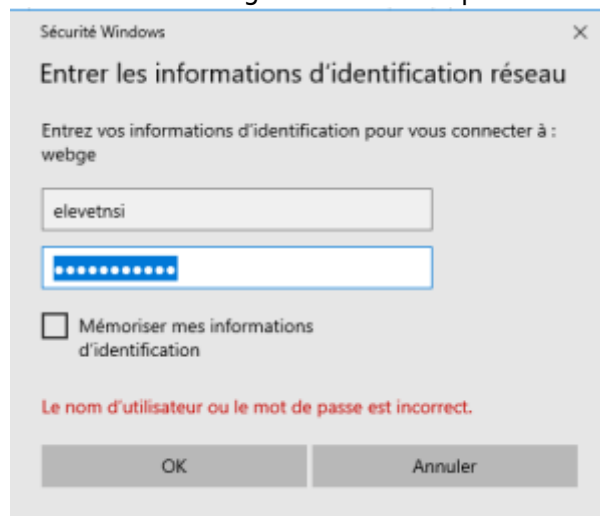 Sécurité Windows
Entrer les informations d'identification réseau
Entrez vos informations d'identification pour vous connecter à :
webge
elevetnsi
•••••••••••
Mémoriser mes informations
d'identification
Le nom d'utilisateur ou le mot de passe est incorrect.
OK
Annuler